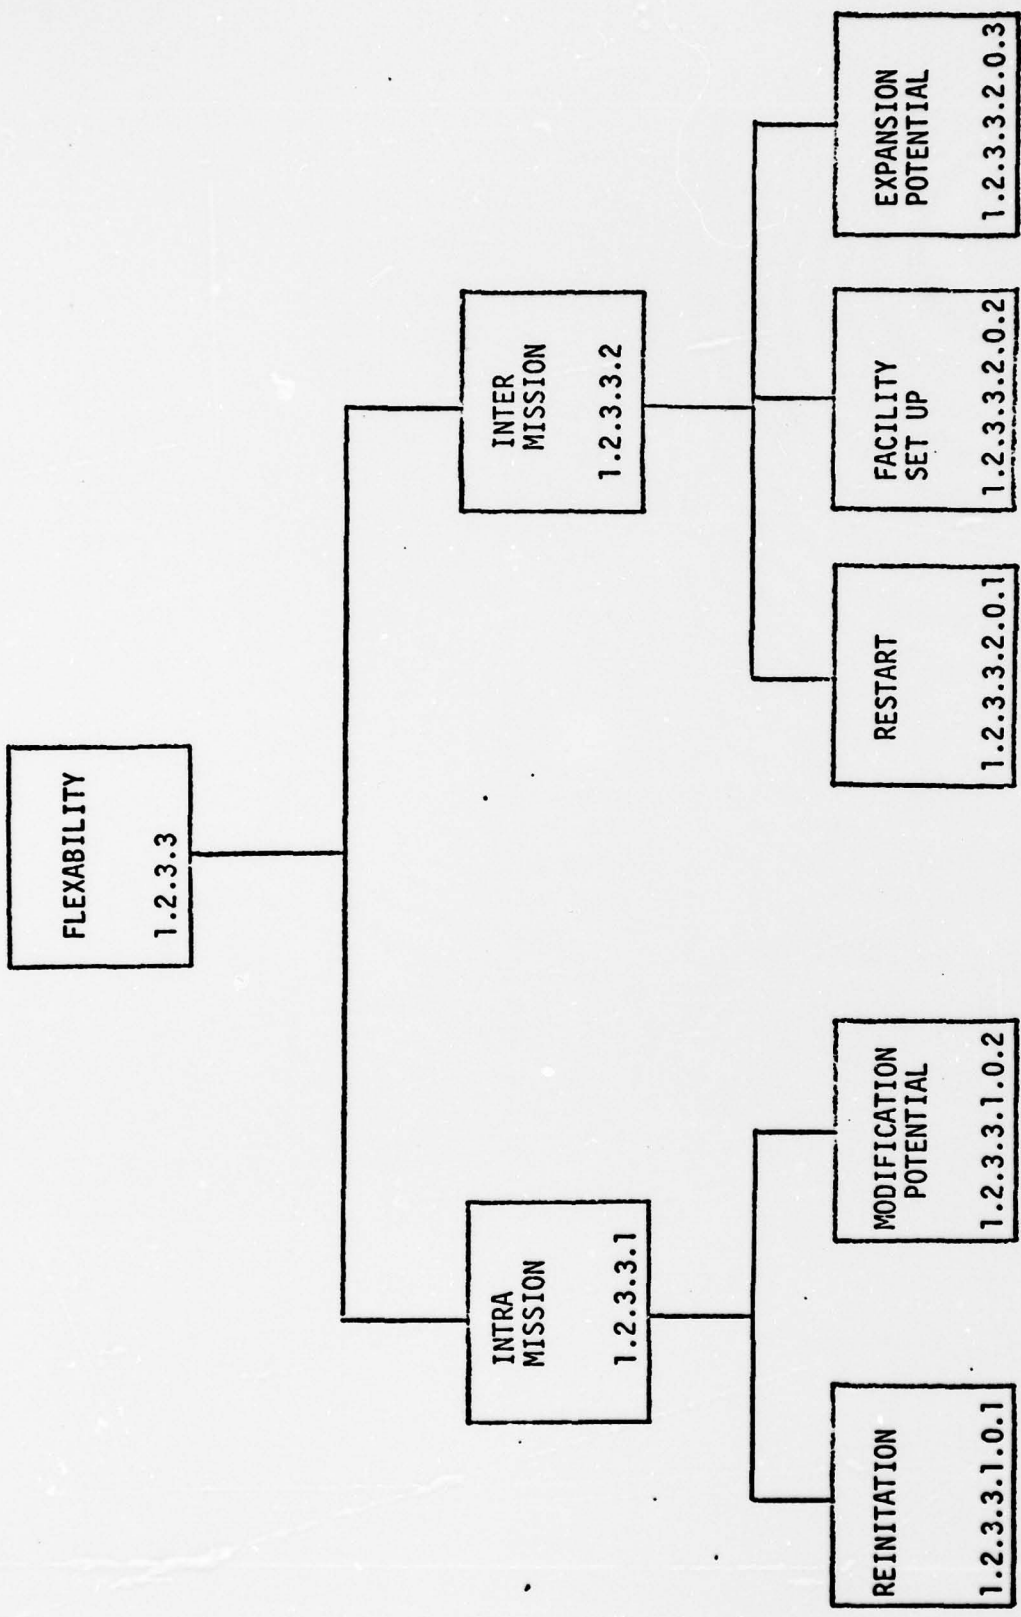 FLEXABILITY
1.2.3.3
INTRA
MISSION
1.2.3.3.1
INTER
MISSION
1.2.3.3.2
REINITATION
1.2.3.3.1.0.1
MODIFICATION
POTENTIAL
1.2.3.3.1.0.2
RESTART
1.2.3.3.2.0.1
FACILITY
SET UP
1.2.3.3.2.0.2
EXPANSION
POTENTIAL
1.2.3.3.2.0.3